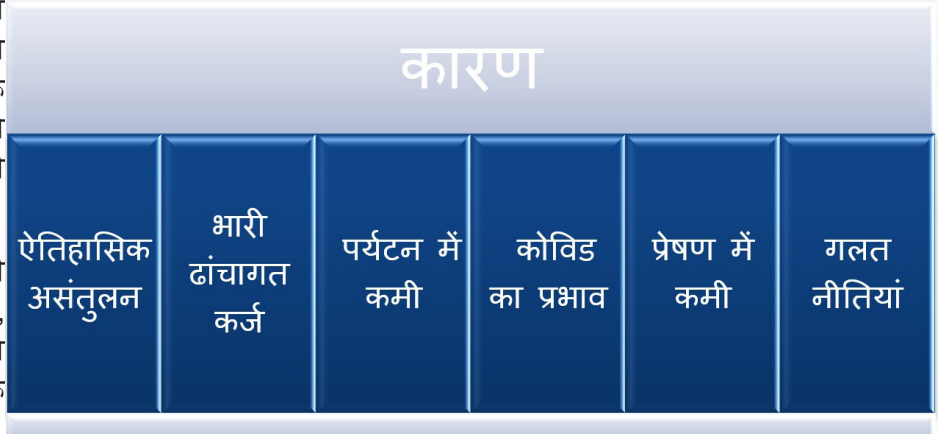 कारण
ऐतिहासिक
असंतुलन
भारी
ढांचागत
कर्ज
पर्यटन में
कमी
कोविड
का प्रभाव
प्रेषण में
कमी
गलत
नीतियां